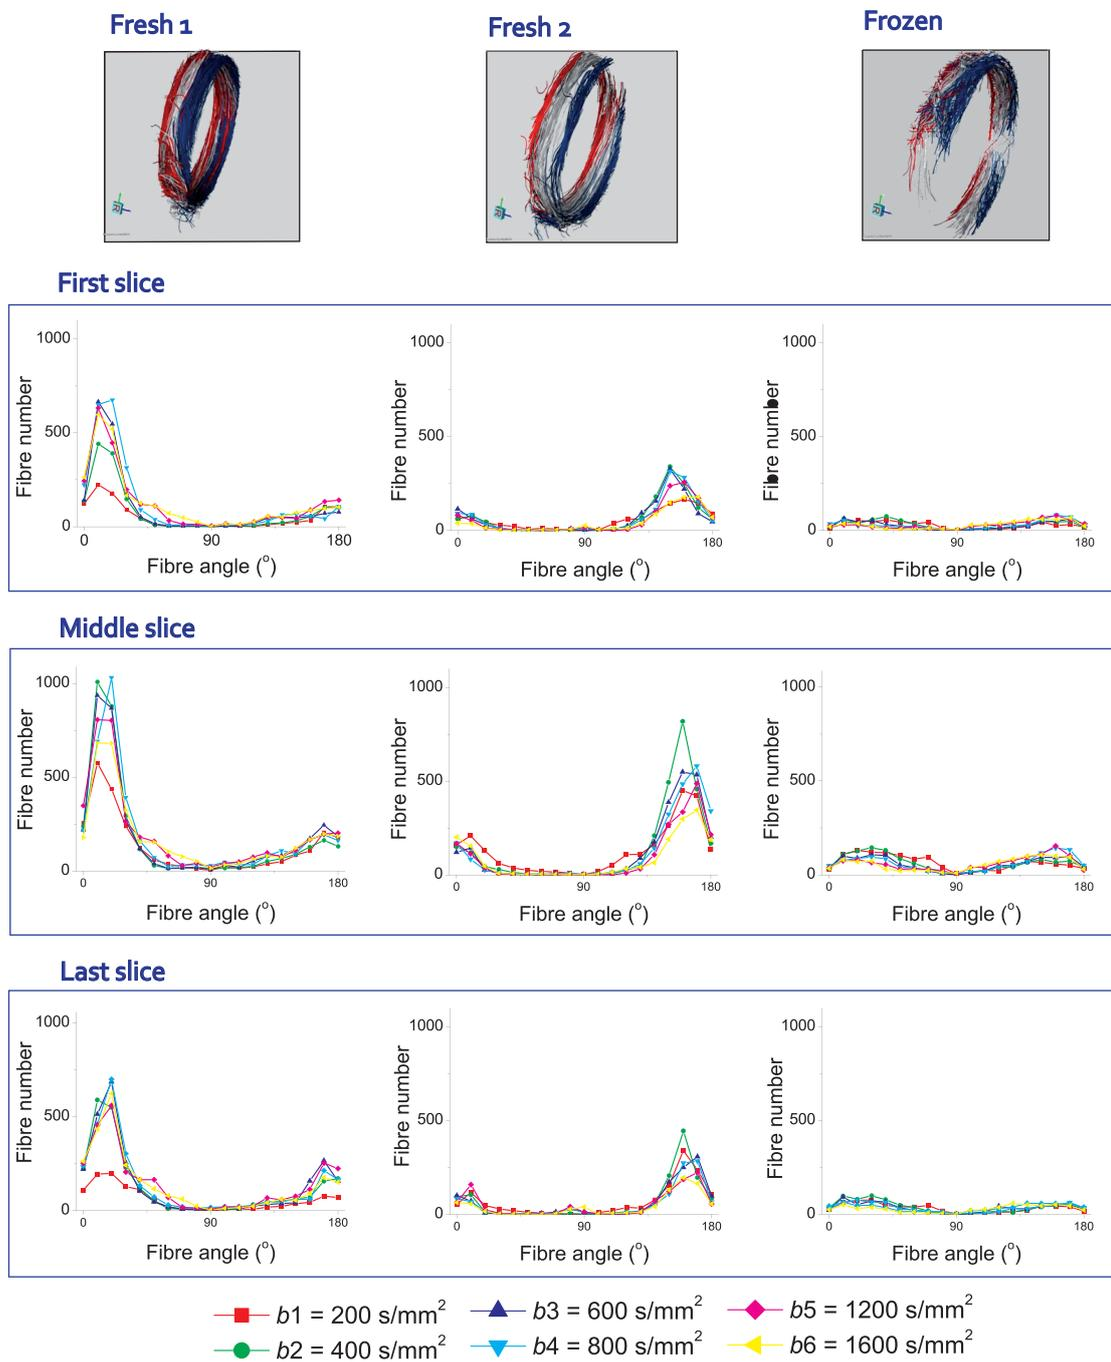 Fresh 1 Fresh 2 Frozen
R R R
First slice
1000 1000 1000
500 500 500
0 0 0
Fibre number Fibre number Fibre number
0 90 180 0 90 180 0 90 180
Fibre angle (°) Fibre angle (°) Fibre angle (°)
Middle slice
1000 1000 1000
500 500 500
0 0 0
Fibre number Fibre number Fibre number
0 90 180 0 90 180 0 90 180
Fibre angle (°) Fibre angle (°) Fibre angle (°)
Last slice
1000 1000 1000
500 500 500
0 0 0
Fibre number Fibre number Fibre number
0 90 180 0 90 180 0 90 180
Fibre angle (°) Fibre angle (°) Fibre angle (°)
b1 = 200 s/mm² b3 = 600 s/mm² b5 = 1200 s/mm²
b2 = 400 s/mm² b4 = 800 s/mm² b6 = 1600 s/mm²